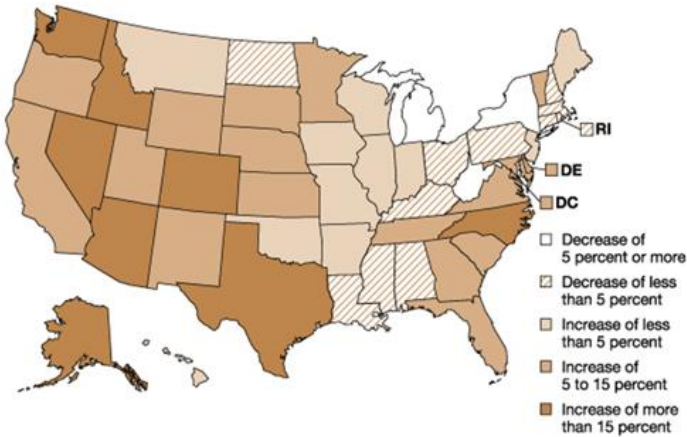 RI
DE
DC
Decrease of
5 percent or more
Decrease of less
than 5 percent
Increase of less
than 5 percent
Increase of
5 to 15 percent
Increase of more
than 15 percent